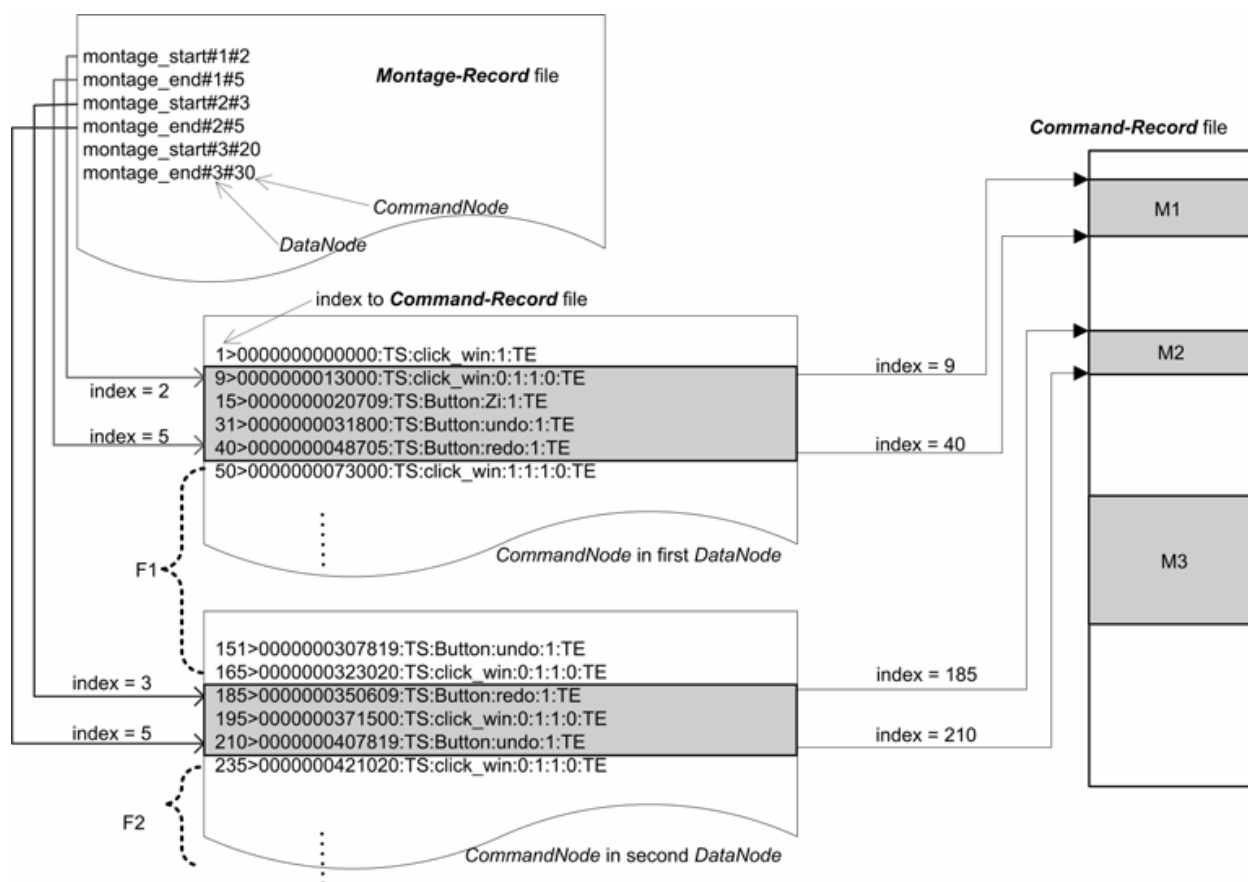 montage_start#1#2
montage_end#1#5
montage_start#2#3
montage_end#2#5
montage_start#3#20
montage_end#3#30
Montage-Record file
CommandNode
DataNode
Command-Record file
M1
M2
M3
index to Command-Record file
1>0000000000000:TS:click_win:1:TE
9>0000000013000:TS:click_win:0:1:1:0:TE
15>0000000020709:TS:Button:Zi:1:TE
31>0000000031800:TS:Button:undo:1:TE
40>0000000048705:TS:Button:redo:1:TE
50>0000000073000:TS:click_win:1:1:1:0:TE
index = 2
index = 5
index = 9
index = 40
CommandNode in first DataNode
F1
151>0000000307819:TS:Button:undo:1:TE
165>0000000323020:TS:click_win:0:1:1:0:TE
185>0000000350609:TS:Button:redo:1:TE
195>0000000371500:TS:click_win:0:1:1:0:TE
210>0000000407819:TS:Button:undo:1:TE
235>0000000421020:TS:click_win:0:1:1:0:TE
index = 3
index = 5
index = 185
index = 210
F2
CommandNode in second DataNode